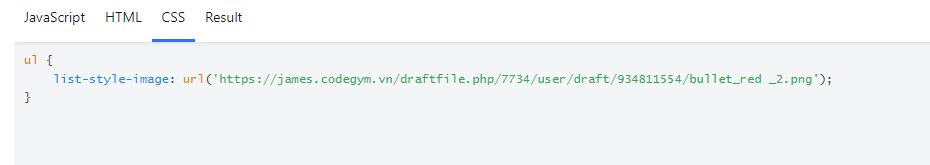 JavaScript HTML CSS Result
ul {
    list-style-image: url('https://james.codegym.vn/draftfile.php/7734/user/draft/934811554/bullet_red _2.png');
}